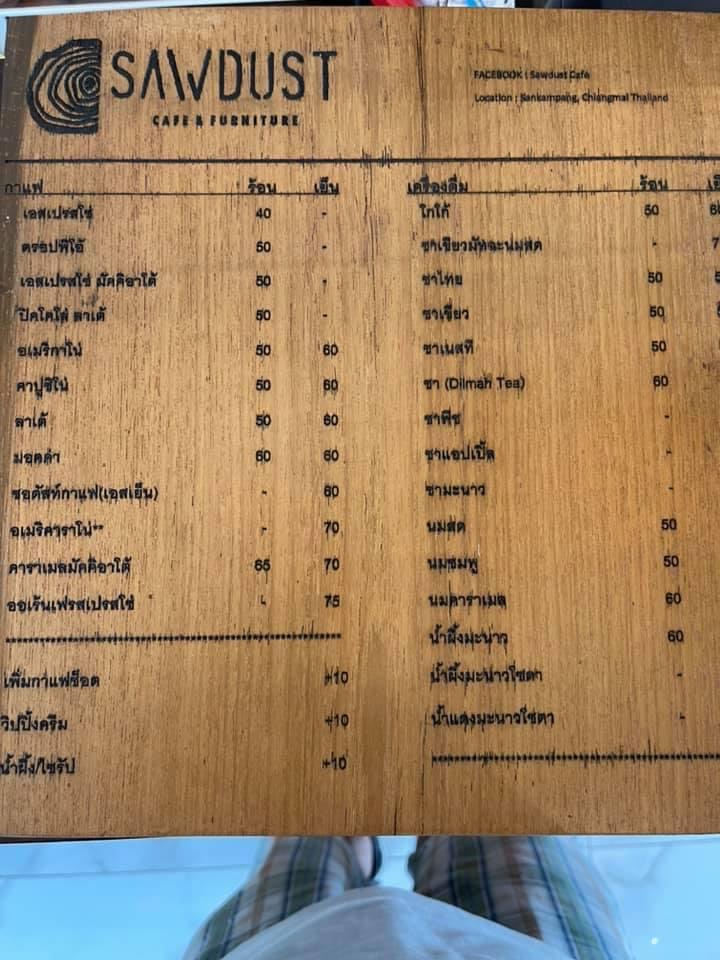 SAWDUST
CAFE & FURNITURE
FACEBOOK : Sawdust Café
Location : Sankampang, Chiangmai Thailand
กาแฟ ร้อน เย็น
เอสเปรสโซ่ 40 -
ดรอปพิโอ้ 50 -
เอสเปรสโซ่ มัคคิอาโต้ 50 -
ปิคโคโล่ ลาเต้ 50 -
อเมริกาโน่ 50 60
คาปูชิโน่ 50 60
ลาเต้ 50 60
มอคค่า 60 60
ซอดัสท์กาแฟ(เอสเย็น) - 60
อเมริคาราโน่** - 70
คาราเมลมัคคิอาโต้ 65 70
ออเร้นเฟรสเปรสโซ่ - 75
เพิ่มกาแฟช็อต +10
วิปปิ้งครีม +10
น้ำผึ้ง/ไซรัป +10
เครื่องดื่ม ร้อน
โกโก้ 50
ชาเขียวมัทฉะนมสด -
ชาไทย 50
ชาเขียว 50
ชาเนสที 50
ชา (Dilmah Tea) 60
ชาพีช -
ชาแอปเปิ้ล -
ชามะนาว -
นมสด 50
นมชมพู 50
นมคาราเมล 60
น้ำผึ้งมะนาว 60
น้ำผึ้งมะนาวโซดา -
น้ำแดงมะนาวโซดา -